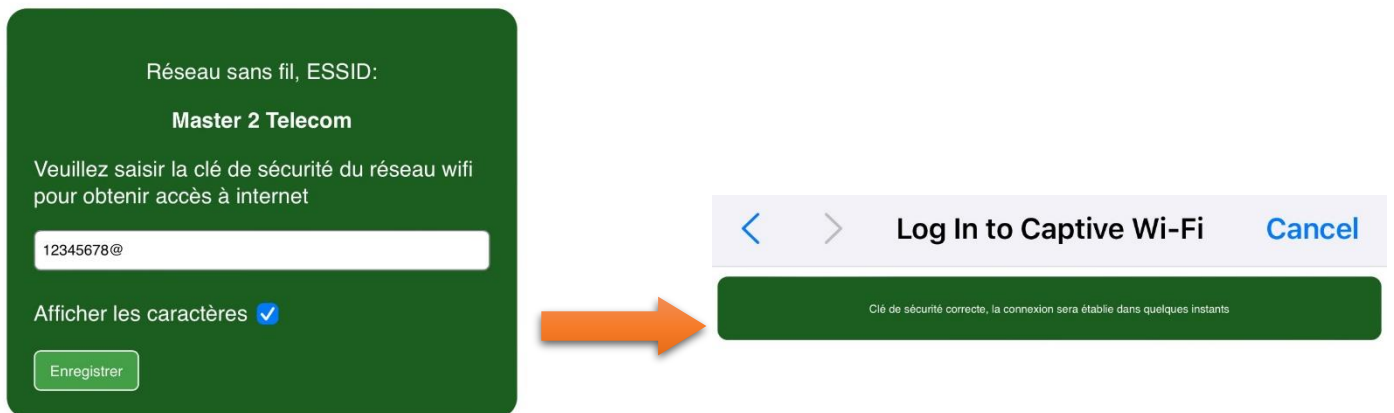 Réseau sans fil, ESSID:
Master 2 Telecom
Veuillez saisir la clé de sécurité du réseau wifi
pour obtenir accès à internet
12345678@
Afficher les caractères
Enregistrer
Log In to Captive Wi-Fi
Cancel
Clé de sécurité correcte, la connexion sera établie dans quelques instants